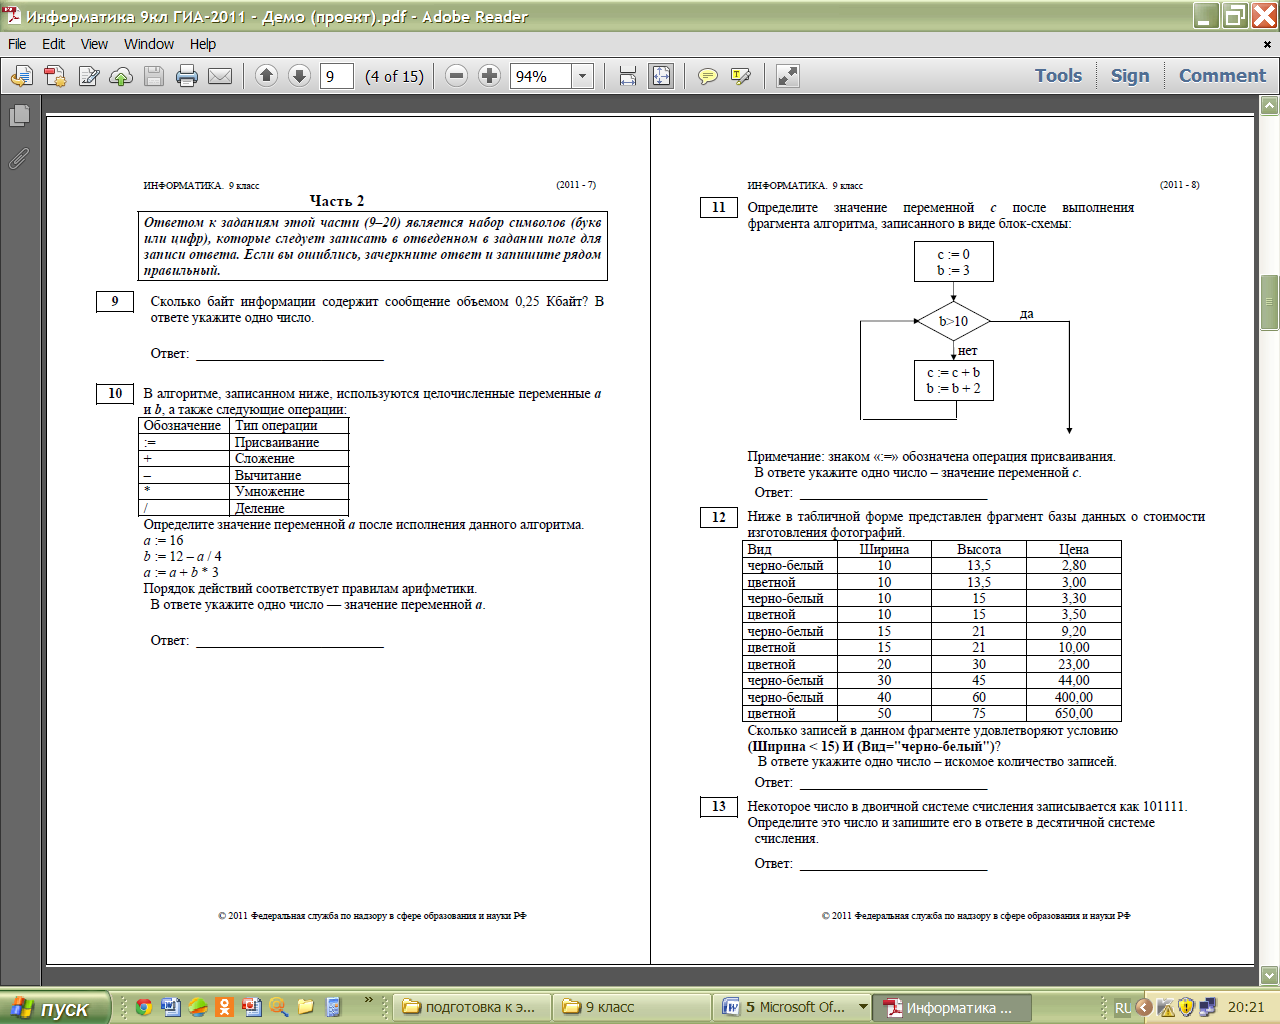 Информатика 9кл ГИА-2011 - Демо (проект).pdf - Adobe Reader
File Edit View Window Help
9 (4 of 15) 94% Tools Sign Comment
ИНФОРМАТИКА. 9 класс (2011 - 7)
Часть 2
Ответом к заданиям этой части (9–20) является набор символов (букв
или цифр), которые следует записать в отведенном в задании поле для
записи ответа. Если вы ошиблись, зачеркните ответ и запишите рядом
правильный.
9 Сколько байт информации содержит сообщение объемом 0,25 Кбайт? В
ответе укажите одно число.
Ответ: ___________________________
10 В алгоритме, записанном ниже, используются целочисленные переменные a
и b, а также следующие операции:
Обозначение Тип операции
:= Присваивание
+ Сложение
– Вычитание
* Умножение
/ Деление
Определите значение переменной a после исполнения данного алгоритма.
a := 16
b := 12 – a / 4
a := a + b * 3
Порядок действий соответствует правилам арифметики.
В ответе укажите одно число — значение переменной a.
Ответ: ___________________________
© 2011 Федеральная служба по надзору в сфере образования и науки РФ
ИНФОРМАТИКА. 9 класс (2011 - 8)
11 Определите значение переменной c после выполнения
фрагмента алгоритма, записанного в виде блок-схемы:
c := 0
b := 3
b>10 да
нет
c := c + b
b := b + 2
Примечание: знаком «:=» обозначена операция присваивания.
В ответе укажите одно число – значение переменной c.
Ответ: ___________________________
12 Ниже в табличной форме представлен фрагмент базы данных о стоимости
изготовления фотографий.
Вид Ширина Высота Цена
черно-белый 10 13,5 2,80
цветной 10 13,5 3,00
черно-белый 10 15 3,30
цветной 10 15 3,50
черно-белый 15 21 9,20
цветной 15 21 10,00
цветной 20 30 23,00
черно-белый 30 45 44,00
черно-белый 40 60 400,00
цветной 50 75 650,00
Сколько записей в данном фрагменте удовлетворяют условию
(Ширина < 15) И (Вид="черно-белый")?
В ответе укажите одно число – искомое количество записей.
Ответ: ___________________________
13 Некоторое число в двоичной системе счисления записывается как 101111.
Определите это число и запишите его в ответе в десятичной системе
счисления.
Ответ: ___________________________
© 2011 Федеральная служба по надзору в сфере образования и науки РФ
пуск » подготовка к э... 9 класс 5 Microsoft Of... Информатика ... RU 20:21